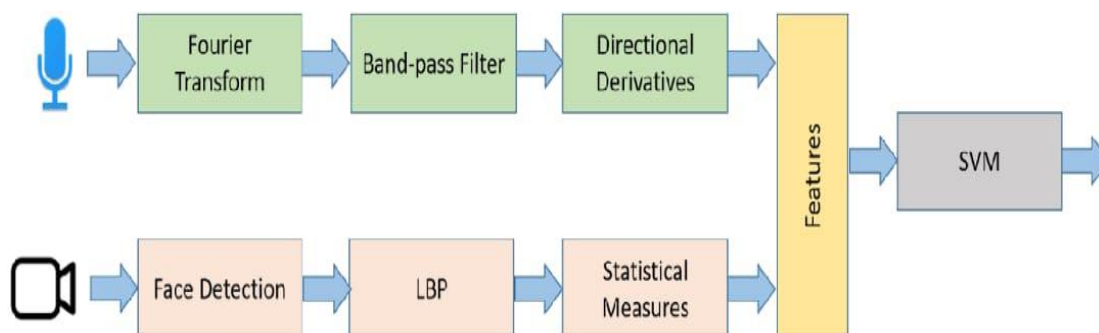 Fourier
Transform
Band-pass Filter
Directional
Derivatives
Features
SVM
Face Detection
LBP
Statistical
Measures